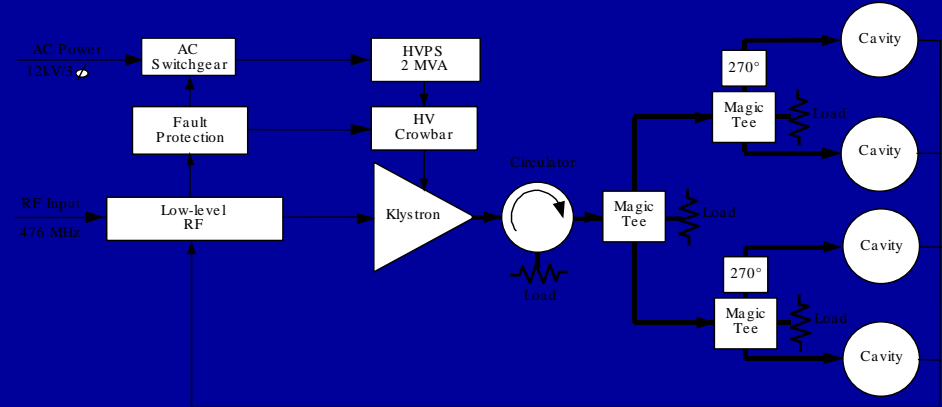 AC Power
12kV/3ø
AC
Switchgear
HVPS
2 MVA
Fault
Protection
HV
Crowbar
RF Input
476 MHz
Low-level
RF
Klystron
Circulator
Load
Magic
Tee
Load
270°
Magic
Tee
Load
Cavity
Cavity
270°
Magic
Tee
Load
Cavity
Cavity